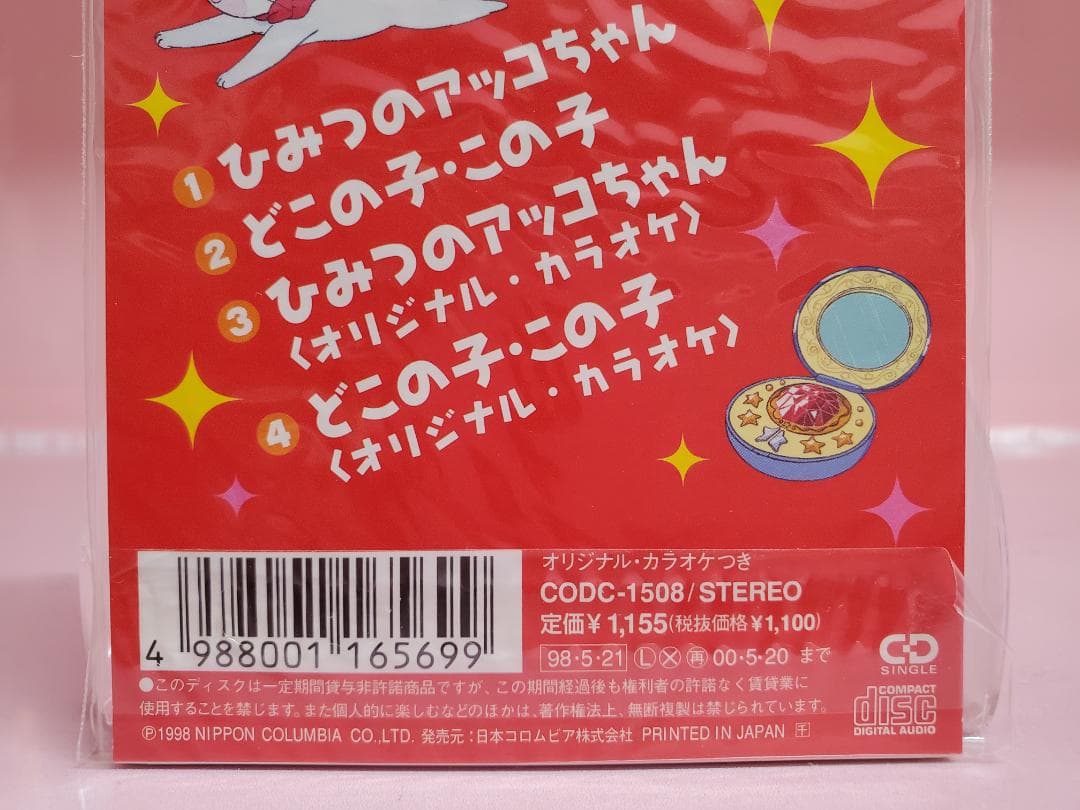 1 ひみつのアッコちゃん
2 どこの子・この子
3 ひみつのアッコちゃん
〈オリジナル・カラオケ〉
4 どこの子・この子
〈オリジナル・カラオケ〉
オリジナル・カラオケつき
CODC-1508/STEREO
定価¥1,155(税抜価格¥1,100)
98・5・21 Ⓛ Ⓧ 再 00・5・20 まで
4 988001 165699
CD
SINGLE
●このディスクは一定期間貸与非許諾商品ですが、この期間経過後も権利者の許諾なく賃貸業に
使用することを禁じます。また個人的に楽しむなどのほかは、著作権法上、無断複製は禁じられています。
Ⓟ1998 NIPPON COLUMBIA CO.,LTD. 発売元:日本コロムビア株式会社 PRINTED IN JAPAN 千
COMPACT
disc
DIGITAL AUDIO